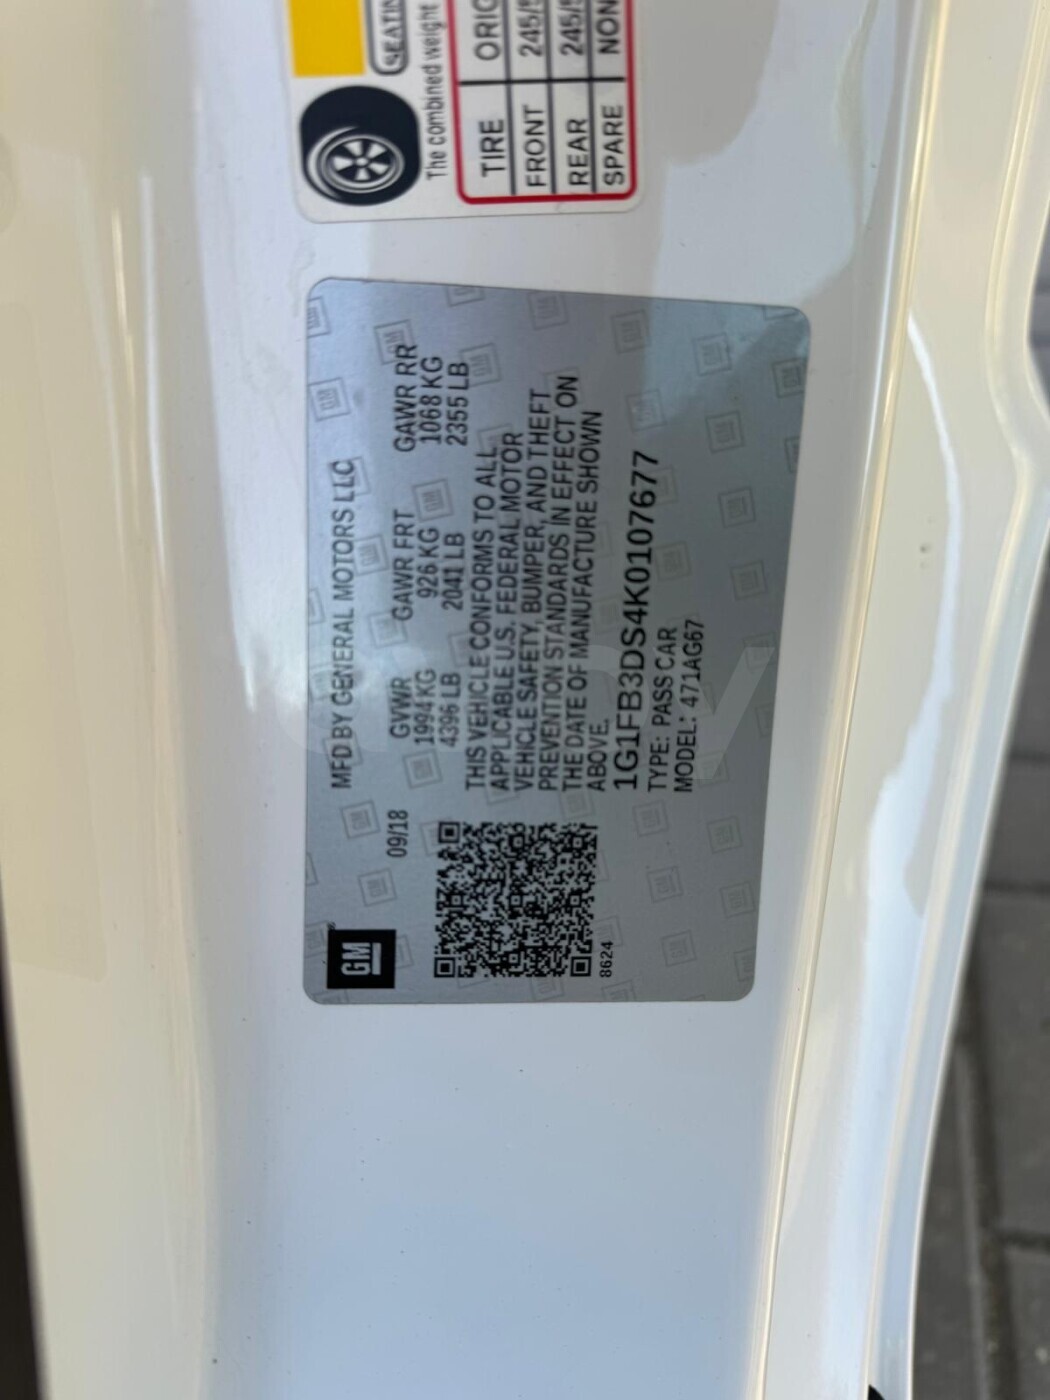 MFD BY GENERAL MOTORS LLC
09/18 GVWR GAWR FRT GAWR RR
1994 KG 926 KG 1068 KG
4396 LB 2041 LB 2355 LB
THIS VEHICLE CONFORMS TO ALL
APPLICABLE U.S. FEDERAL MOTOR
VEHICLE SAFETY, BUMPER, AND THEFT
PREVENTION STANDARDS IN EFFECT ON
THE DATE OF MANUFACTURE SHOWN
ABOVE.
1G1FB3DS4K0107677
TYPE: PASS CAR
MODEL: 471AG67
GM
8624
SEATIN
The combined weight
TIRE ORIG
FRONT 245/5
REAR 245/5
SPARE NON